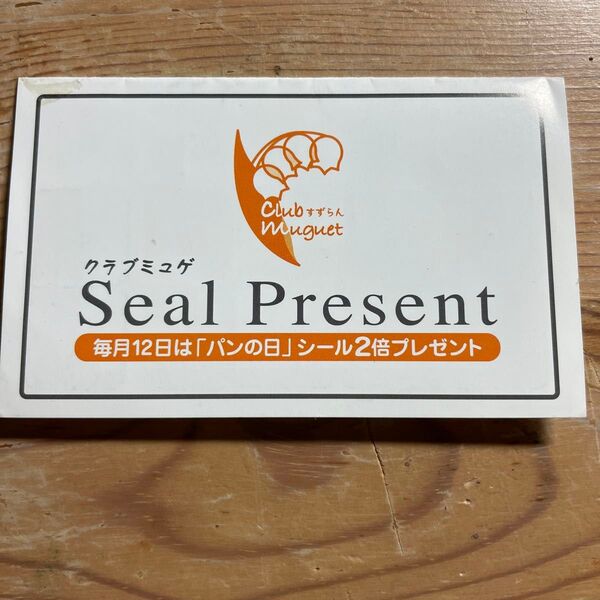 Club すずらん
Muguet
クラブミュゲ
Seal Present
毎月12日は「パンの日」シール2倍プレゼント